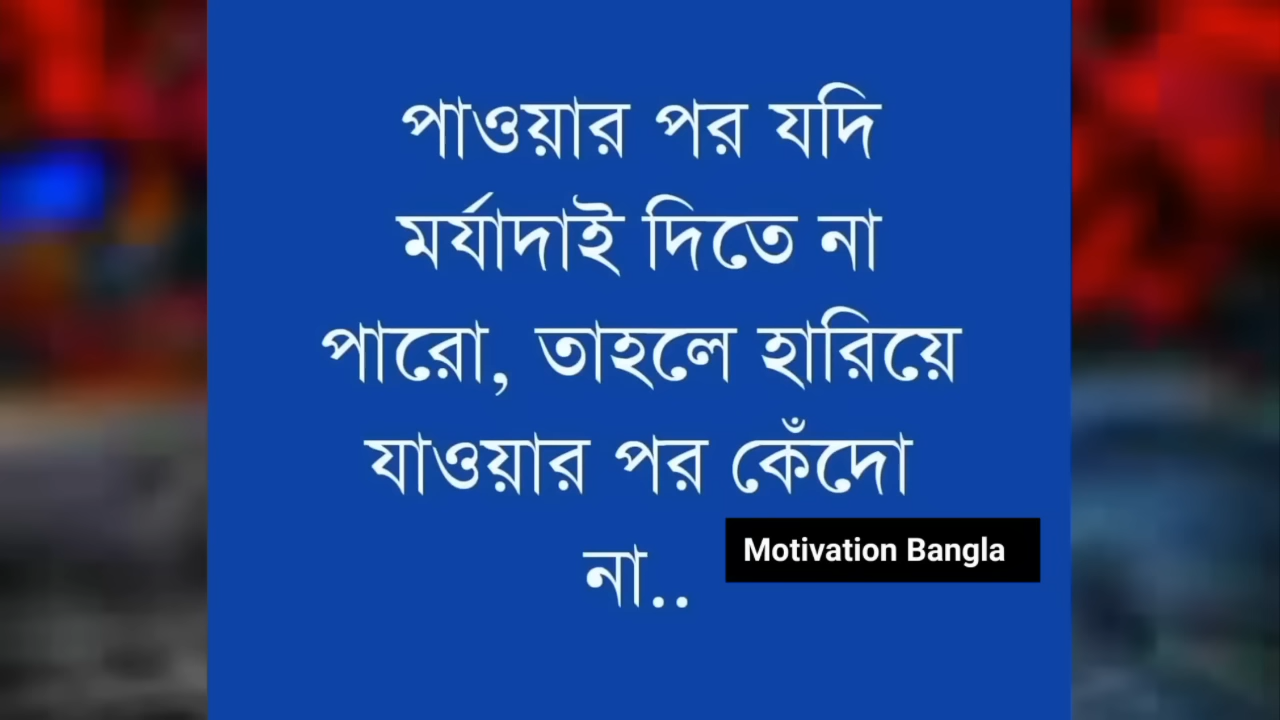 পাওয়ার পর যদি
মর্যাদাই দিতে না
পারো, তাহলে হারিয়ে
যাওয়ার পর কেঁদো
না..
Motivation Bangla